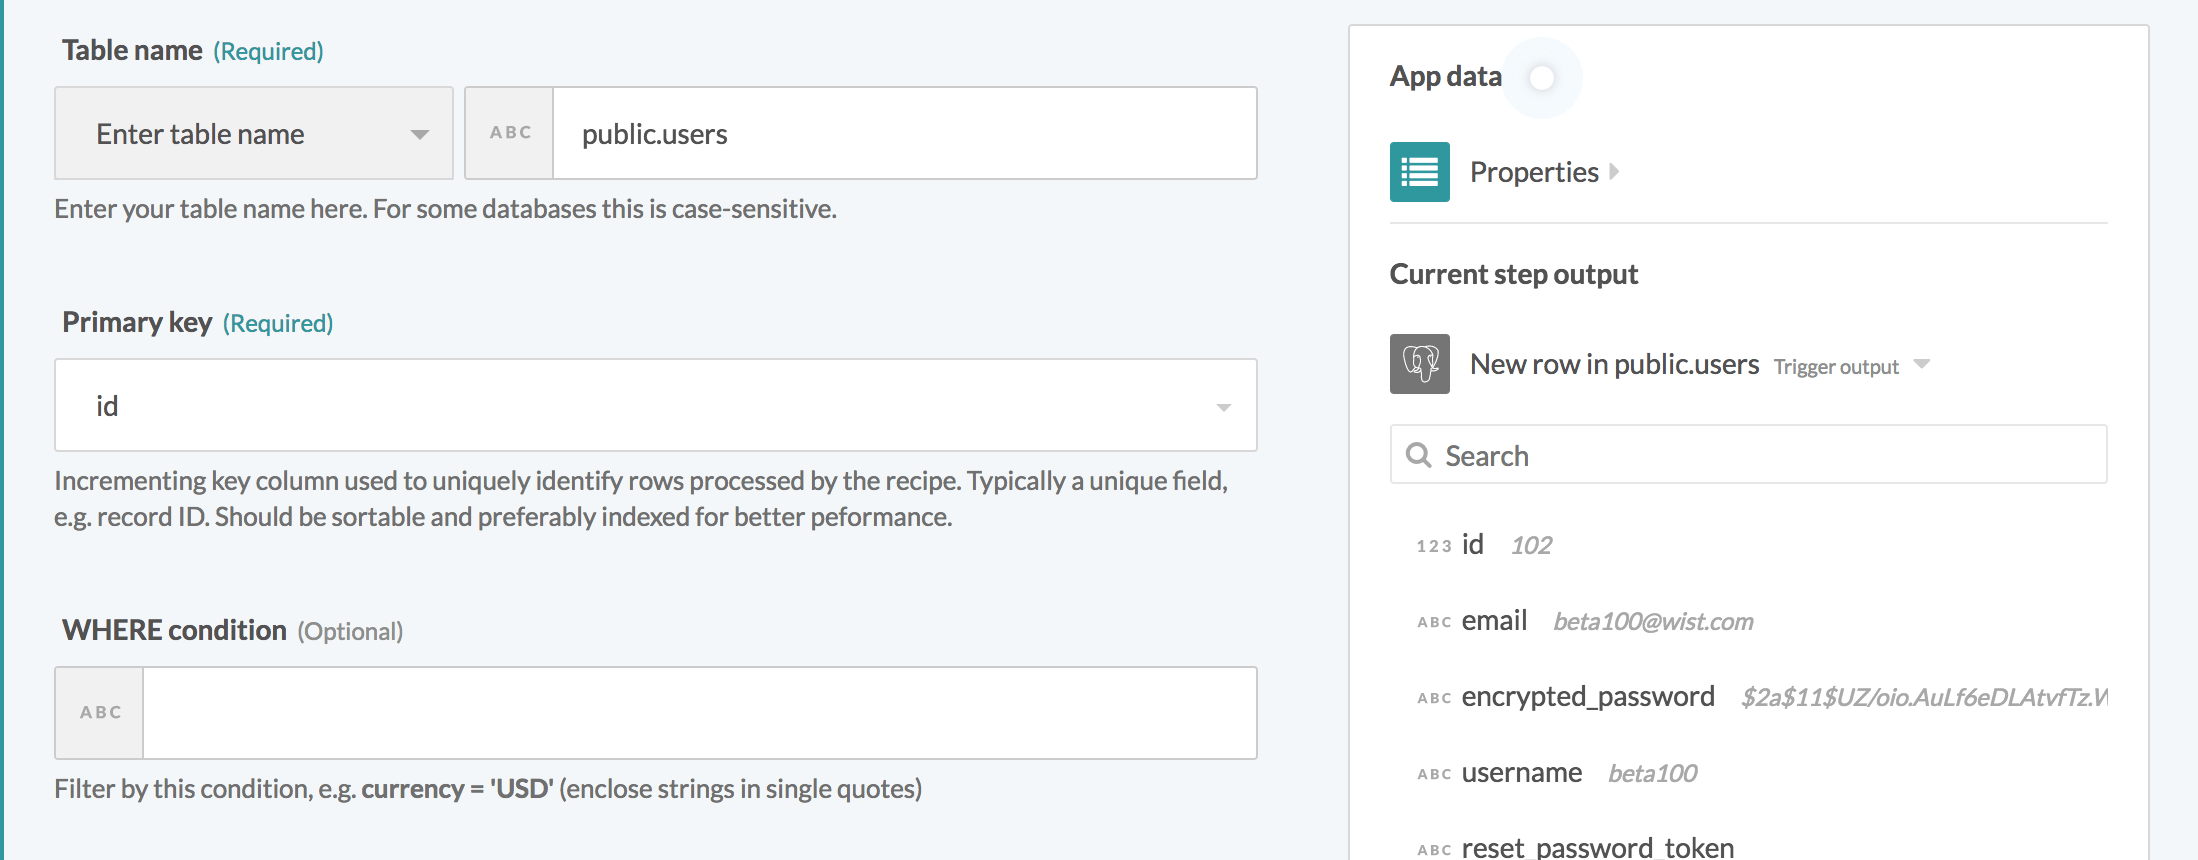 Table name (Required)
Enter table name
ABC public.users
Enter your table name here. For some databases this is case-sensitive.
Primary key (Required)
id
Incrementing key column used to uniquely identify rows processed by the recipe. Typically a unique field,
e.g. record ID. Should be sortable and preferably indexed for better peformance.
WHERE condition (Optional)
ABC
Filter by this condition, e.g. currency = 'USD' (enclose strings in single quotes)
App data
Properties
Current step output
New row in public.users Trigger output
Search
123 id 102
ABC email beta100@wist.com
ABC encrypted_password $2a$11$UZ/oio.AuLf6eDLAtvfTz.
ABC username beta100
ABC reset_password_token